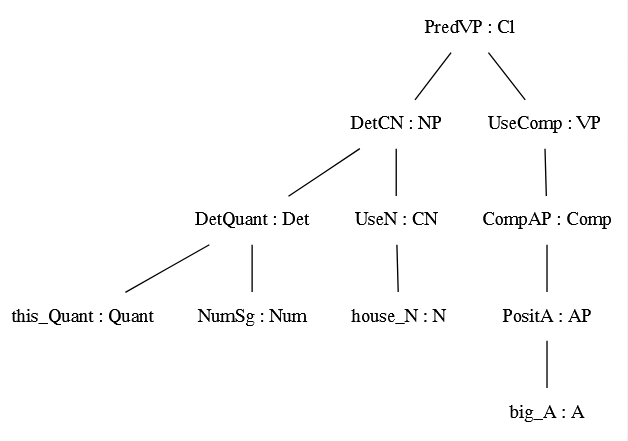 PredVP : Cl
DetCN : NP UseComp : VP
DetQuant : Det UseN : CN CompAP : Comp
this_Quant : Quant NumSg : Num house_N : N PositA : AP
big_A : A